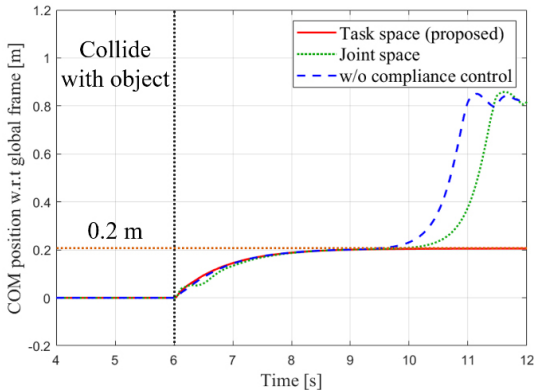 1.2
1
0.8
0.6
0.4
0.2
0
-0.2
COM position w.r.t global frame [m]
Collide
with object
0.2 m
Task space (proposed)
Joint space
w/o compliance control
4
5
6
7
8
9
10
11
12
Time [s]